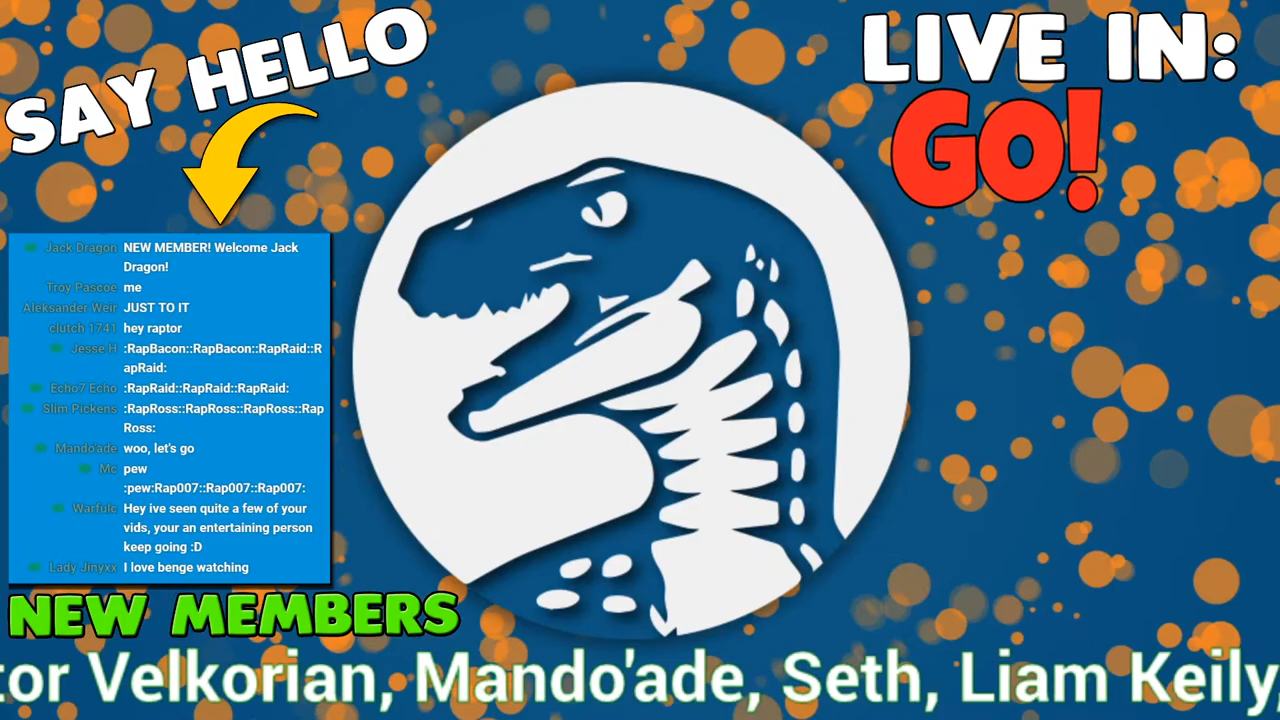 SAY HELLO
LIVE IN:
GO!
Jack Dragon NEW MEMBER! Welcome Jack
Dragon!
Troy Pascoe me
Aleksander Weir JUST TO IT
clutch 1741 hey raptor
Jesse H :RapBacon::RapBacon::RapRaid::R
apRaid:
Echo7 Echo :RapRaid::RapRaid::RapRaid:
Slim Pickens :RapRoss::RapRoss::RapRoss::Rap
Ross:
Mando'ade woo, let's go
Mc pew
:pew:Rap007::Rap007::Rap007:
Warfulc Hey ive seen quite a few of your
vids, your an entertaining person
keep going :D
Lady Jinyxx I love benge watching
NEW MEMBERS
tor Velkorian, Mando'ade, Seth, Liam Keily,